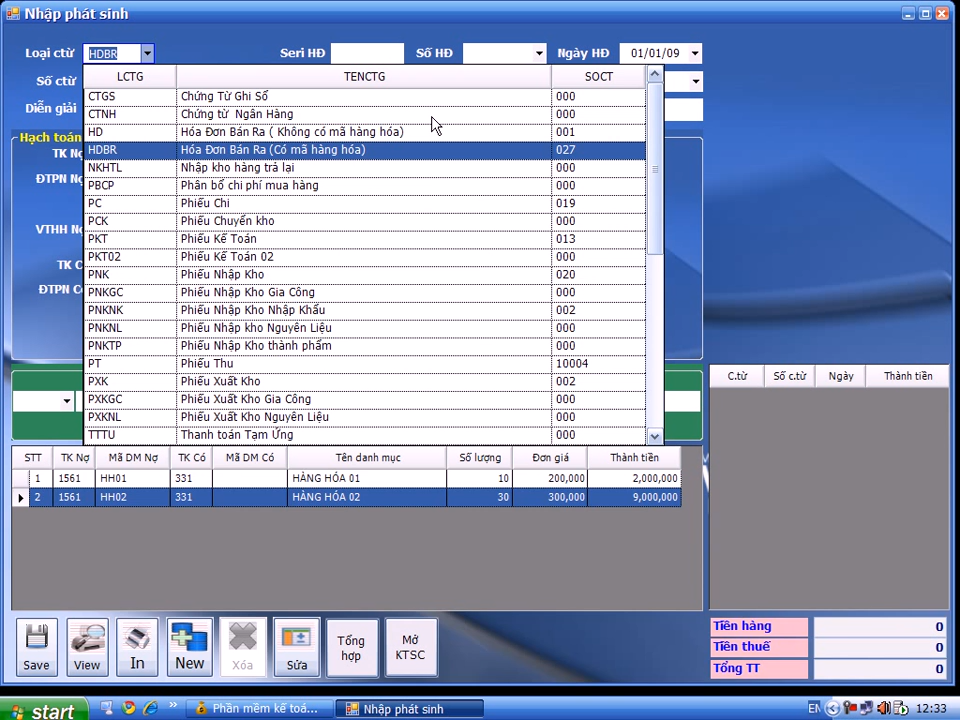 Nhập phát sinh
Loại ctừ HDBR Seri HĐ Số HĐ Ngày HĐ 01/01/09
Số ctừ
Diễn giải
Hạch toán
TK Nợ
ĐTPN Nợ
VTHH Nợ
TK C
ĐTPN C
LCTG TENCTG SOCT
CTGS Chứng Từ Ghi Sổ 000
CTNH Chứng từ Ngân Hàng 000
HD Hóa Đơn Bán Ra ( Không có mã hàng hóa) 001
HDBR Hóa Đơn Bán Ra (Có mã hàng hóa) 027
NKHTL Nhập kho hàng trả lại 000
PBCP Phân bổ chi phí mua hàng 000
PC Phiếu Chi 019
PCK Phiếu Chuyển kho 000
PKT Phiếu Kế Toán 013
PKT02 Phiếu Kế Toán 02 000
PNK Phiếu Nhập Kho 020
PNKGC Phiếu Nhập Kho Gia Công 000
PNKNK Phiếu Nhập Kho Nhập Khẩu 002
PNKNL Phiếu Nhập kho Nguyên Liệu 000
PNKTP Phiếu Nhập Kho thành phẩm 000
PT Phiếu Thu 10004
PXK Phiếu Xuất Kho 002
PXKGC Phiếu Xuất Kho Gia Công 000
PXKNL Phiếu Xuất Kho Nguyên Liệu 000
TTTU Thanh toán Tạm Ứng 000
C.từ Số c.từ Ngày Thành tiền
STT TK Nợ Mã DM Nợ TK Có Mã DM Có Tên danh mục Số lượng Đơn giá Thành tiền
1 1561 HH01 331 HÀNG HÓA 01 10 200,000 2,000,000
2 1561 HH02 331 HÀNG HÓA 02 30 300,000 9,000,000
Save View In New Xóa Sửa Tổng hợp Mở KTSC
Tiền hàng 0
Tiền thuế 0
Tổng TT 0
start Phần mềm kế toá... Nhập phát sinh EN 12:33